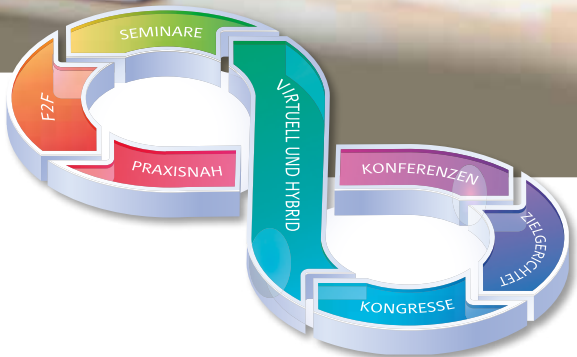 SEMINARE
F2F
PRAXISNAH
VIRTUELL UND HYBRID
KONFERENZEN
ZIELGERICHTET
KONGRESSE